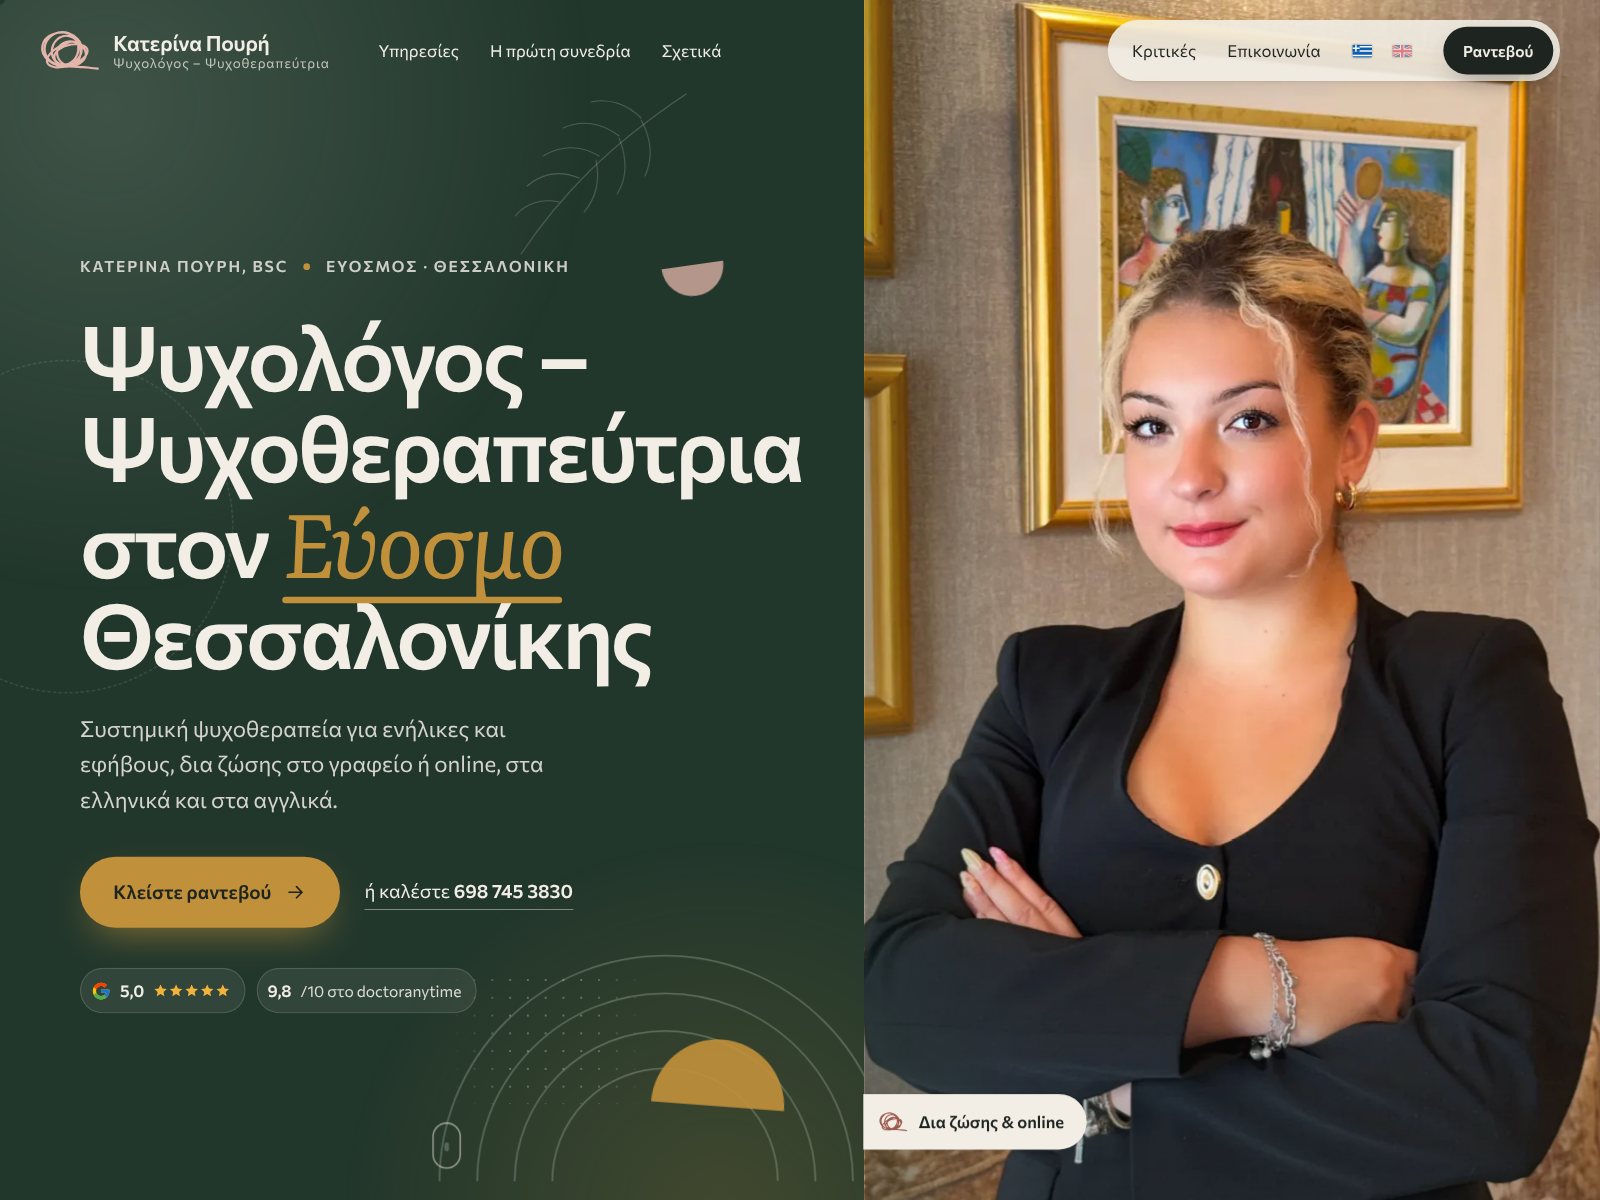 Κατερίνα Πουρή
Ψυχολόγος – Ψυχοθεραπεύτρια
Υπηρεσίες
Η πρώτη συνεδρία
Σχετικά
Κριτικές
Επικοινωνία
Ραντεβού
ΚΑΤΕΡΙΝΑ ΠΟΥΡΗ, BSC • ΕΥΟΣΜΟΣ · ΘΕΣΣΑΛΟΝΙΚΗ
Ψυχολόγος –
Ψυχοθεραπεύτρια
στον Εύοσμο
Θεσσαλονίκης
Συστημική ψυχοθεραπεία για ενήλικες και
εφήβους, δια ζώσης στο γραφείο ή online, στα
ελληνικά και στα αγγλικά.
Κλείστε ραντεβού →
ή καλέστε 698 745 3830
5,0 ★★★★★
9,8 /10 στο doctoranytime
Δια ζώσης & online